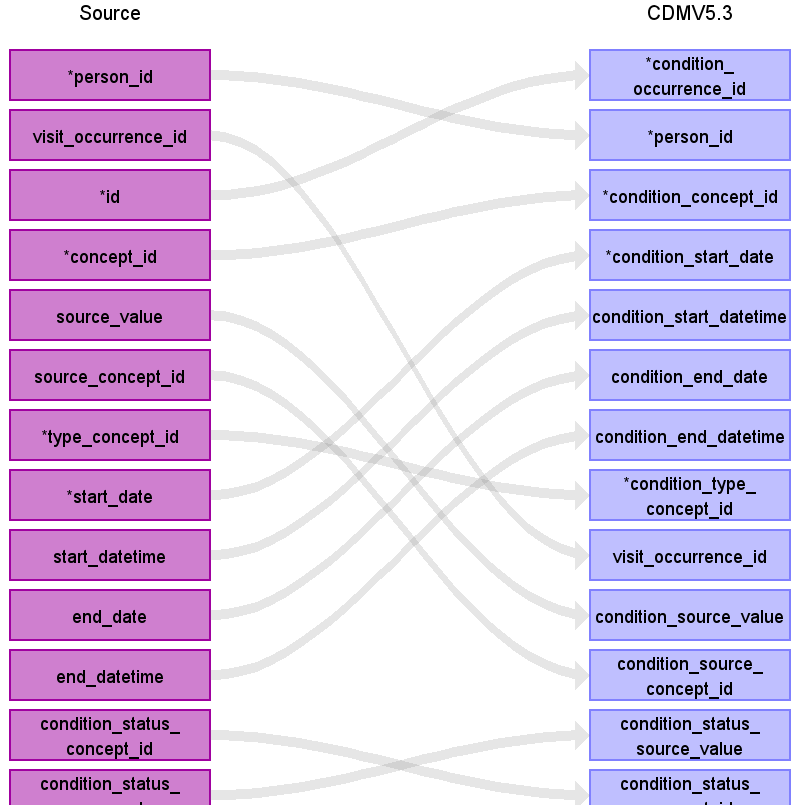 Source
CDMV5.3
*person_id
visit_occurrence_id
*id
*concept_id
source_value
source_concept_id
*type_concept_id
*start_date
start_datetime
end_date
end_datetime
condition_status_
concept_id
condition_status_
*condition_
occurrence_id
*person_id
*condition_concept_id
*condition_start_date
condition_start_datetime
condition_end_date
condition_end_datetime
*condition_type_
concept_id
visit_occurrence_id
condition_source_value
condition_source_
concept_id
condition_status_
source_value
condition_status_